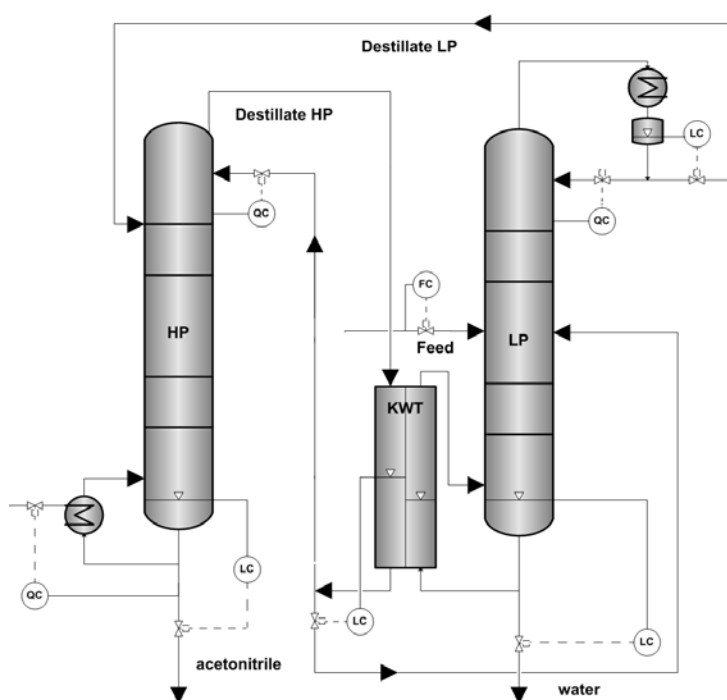 Destillate LP
Destillate HP
LC
QC
QC
FC
HP
LP
Feed
KWT
LC
QC
LC
LC
acetonitrile
water